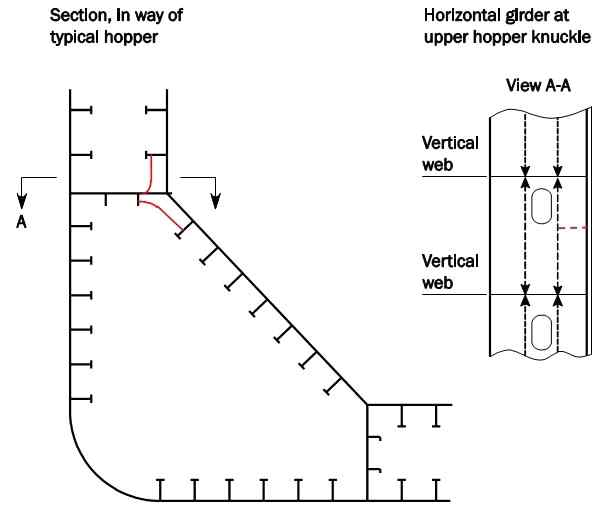 Section, in way of
typical hopper
Horizontal girder at
upper hopper knuckle
View A-A
Vertical
web
A
Vertical
web